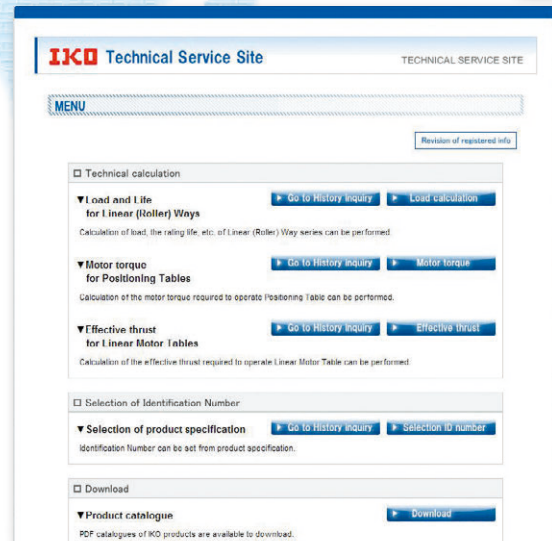 IKO Technical Service Site
TECHNICAL SERVICE SITE
MENU
Revision of registered info
□ Technical calculation
▼Load and Life
for Linear (Roller) Ways
Go to History inquiry
Load calculation
Calculation of load, the rating life, etc. of Linear (Roller) Way series can be performed
▼Motor torque
for Positioning Tables
Go to History inquiry
Motor torque
Calculation of the motor torque required to operate Positioning Table can be performed.
▼Effective thrust
for Linear Motor Tables
Go to History inquiry
Effective thrust
Calculation of the effective thrust required to operate Linear Motor Table can be performed
□ Selection of Identification Number
▼Selection of product specification
Go to History inquiry
Selection ID number
Identification Number can be set from product specification.
□ Download
▼Product catalogue
Download
PDF catalogues of IKO products are available to download.